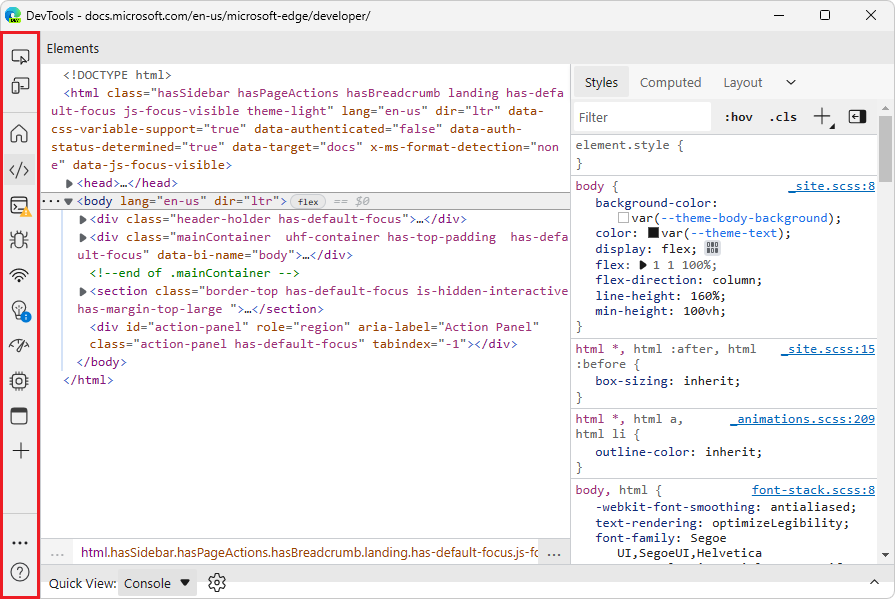 DevTools - docs.microsoft.com/en-us/microsoft-edge/developer/
Elements
<!DOCTYPE html>
<html class="hasSidebar hasPageActions hasBreadcrumb landing has-defa
ult-focus js-focus-visible theme-light" lang="en-us" dir="ltr" data-
css-variable-support="true" data-authenticated="false" data-auth-
status-determined="true" data-target="docs" x-ms-format-detection="non
e" data-js-focus-visible>
▶<head>…</head>
···▼<body lang="en-us" dir="ltr"> flex == $0
▶<div class="header-holder has-default-focus">…</div>
▶<div class="mainContainer  uhf-container has-top-padding  has-defa
ult-focus" data-bi-name="body">…</div>
<!--end of .mainContainer -->
▶<section class="border-top has-default-focus is-hidden-interactive
has-margin-top-large ">…</section>
<div id="action-panel" role="region" aria-label="Action Panel"
class="action-panel has-default-focus" tabindex="-1"></div>
</body>
</html>
... html.hasSidebar.hasPageActions.hasBreadcrumb.landing.has-default-focus.js-fo ...
Styles Computed Layout
Filter :hov .cls
element.style {
}
body { _site.scss:8
background-color:
var(--theme-body-background);
color: var(--theme-text);
display: flex;
flex: ▶ 1 1 100%;
flex-direction: column;
line-height: 160%;
min-height: 100vh;
}
html *, html :after, html _site.scss:15
:before {
box-sizing: inherit;
}
html *, html a, _animations.scss:209
html li {
outline-color: inherit;
}
body, html { font-stack.scss:8
-webkit-font-smoothing: antialiased;
text-rendering: optimizeLegibility;
font-family: Segoe
UI,SegoeUI,Helvetica
Quick View: Console ▼